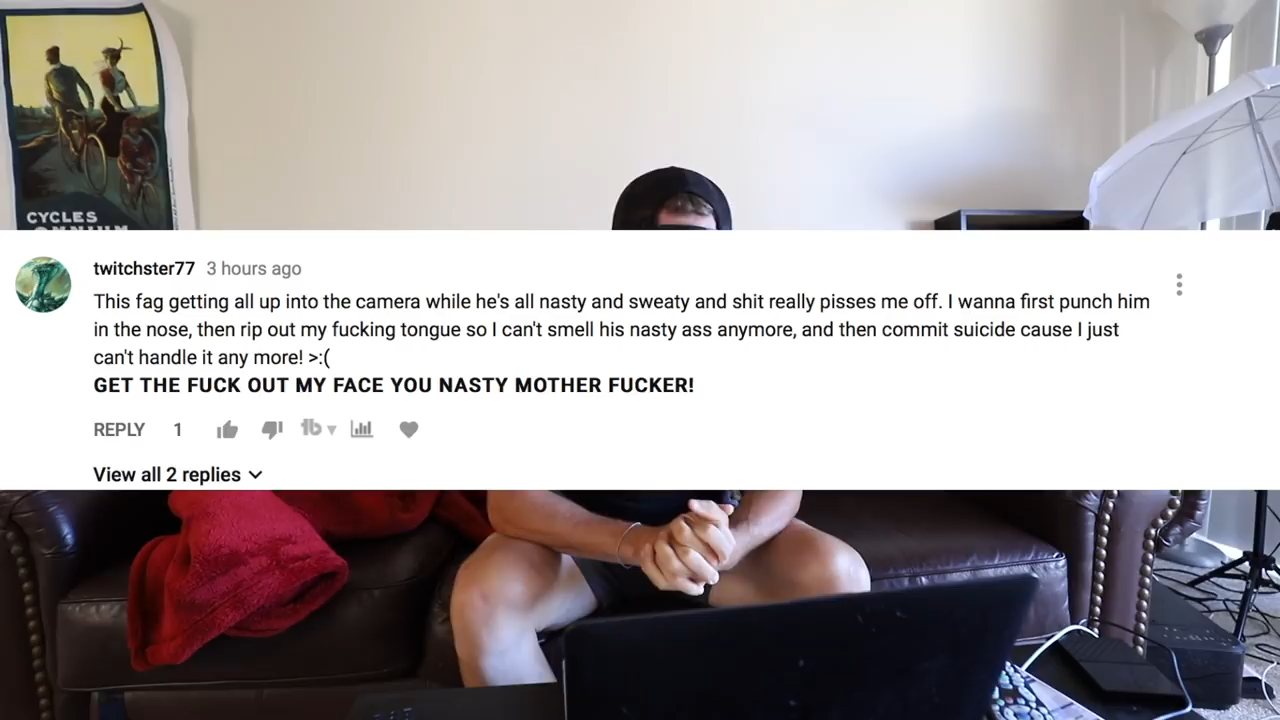 CYCLES
twitchster77 3 hours ago
This fag getting all up into the camera while he's all nasty and sweaty and shit really pisses me off. I wanna first punch him
in the nose, then rip out my fucking tongue so I can't smell his nasty ass anymore, and then commit suicide cause I just
can't handle it any more! >:(
GET THE FUCK OUT MY FACE YOU NASTY MOTHER FUCKER!
REPLY 1
View all 2 replies